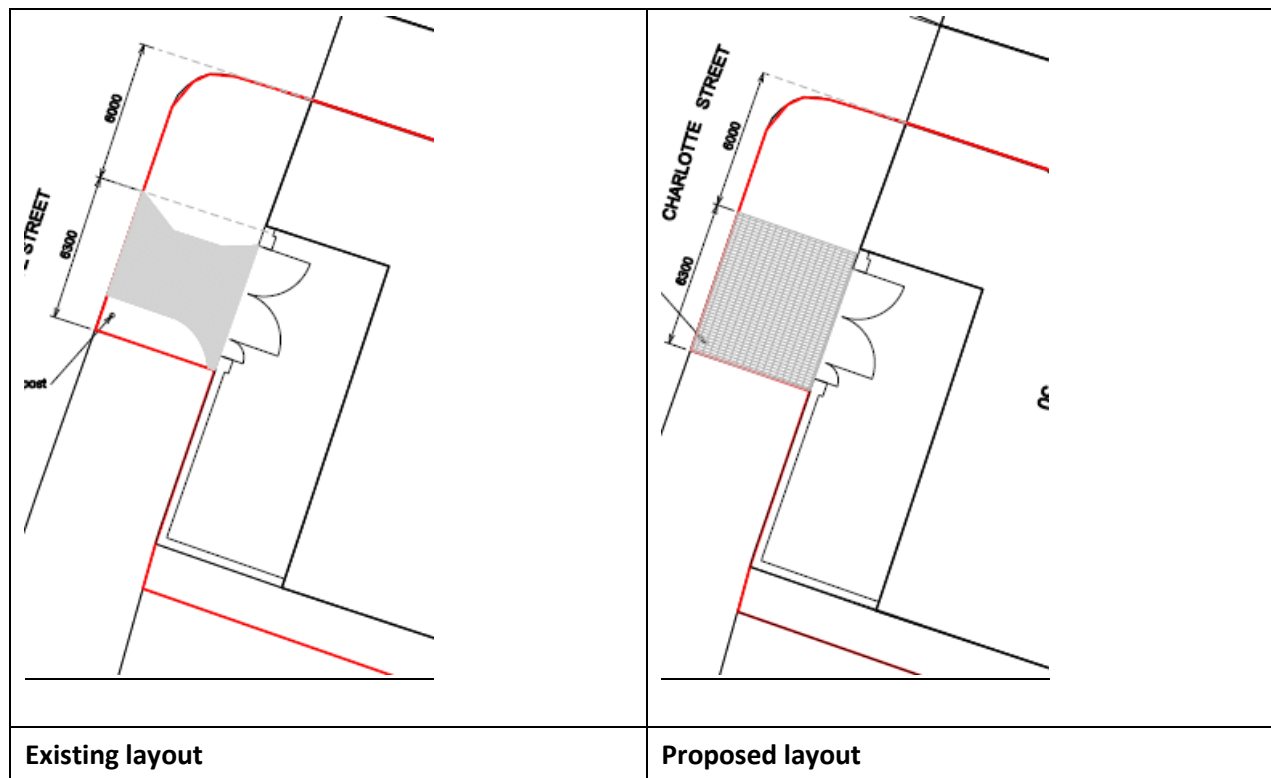 6000
6300
STREET
post
CHARLOTTE STREET
6000
6300
Existing layout
Proposed layout